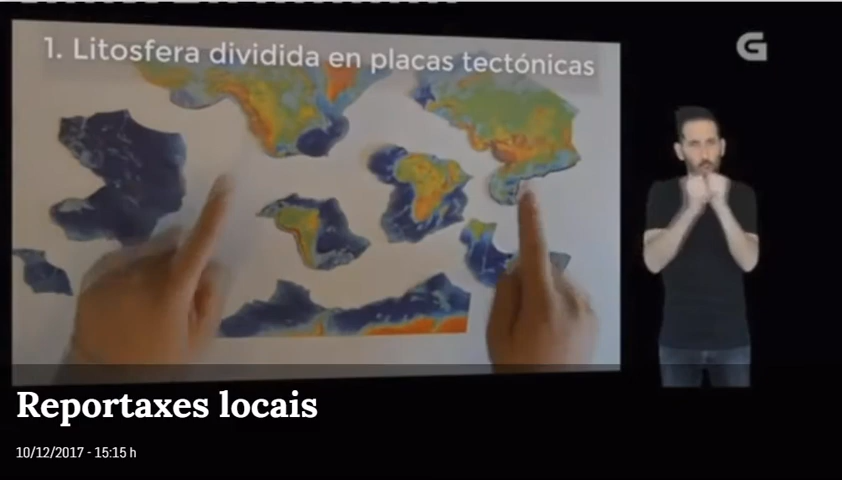 1. Litosfera dividida en placas tectónicas
G
Reportaxes locais
10/12/2017 - 15:15 h